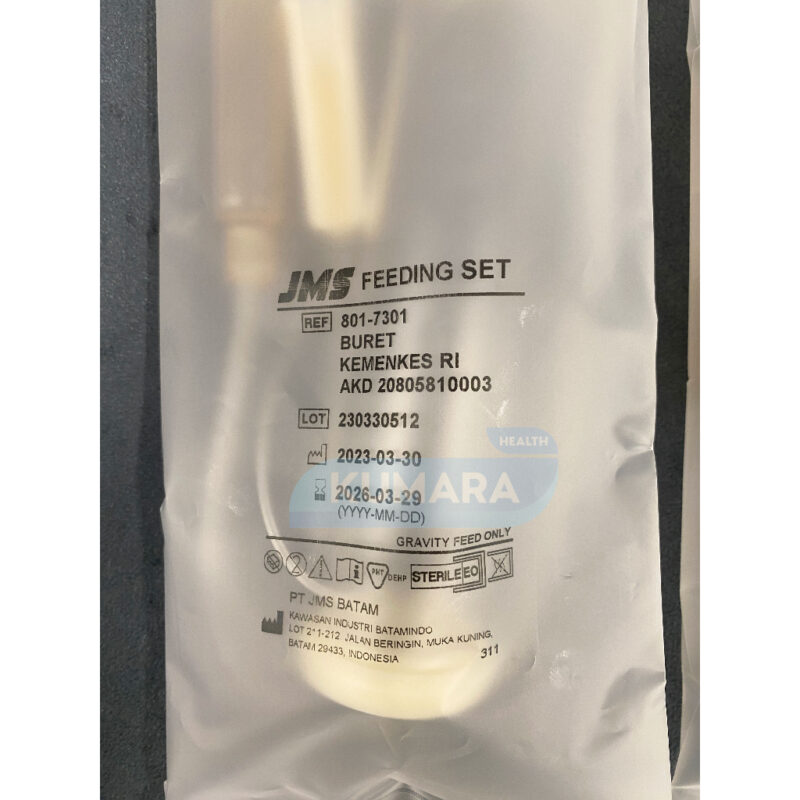 JMS FEEDING SET
REF 801-7301
BURET
KEMENKES RI
AKD 20805810003
LOT 230330512
2023-03-30
2026-03-29
(YYYY-MM-DD)
HEALTH
KUMARA
GRAVITY FEED ONLY
2 PHT DEHP STERILE EO
PT JMS BATAM
KAWASAN INDUSTRI BATAMINDO
LOT 211-212 JALAN BERINGIN, MUKA KUNING,
BATAM 29433, INDONESIA
311